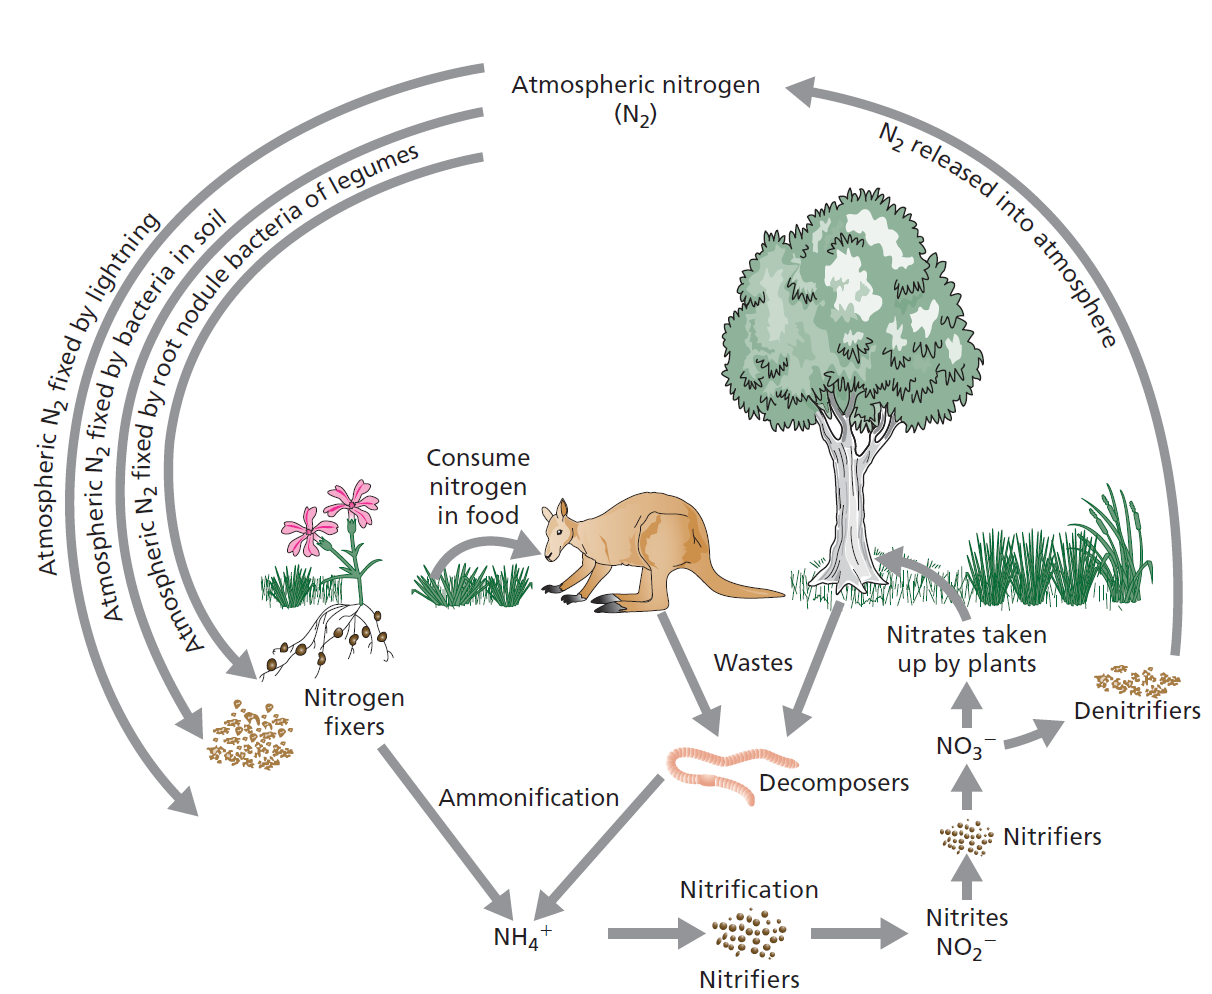 Atmospheric nitrogen
(N₂)
N₂ released into atmosphere
Atmospheric N₂ fixed by lightning
Atmospheric N₂ fixed by bacteria in soil
Atmospheric N₂ fixed by root nodule bacteria of legumes
Consume
nitrogen
in food
Nitrates taken
up by plants
Wastes
Nitrogen
fixers
Denitrifiers
NO₃⁻
Decomposers
Ammonification
Nitrifiers
Nitrification
Nitrites
NO₂⁻
NH₄⁺
Nitrifiers